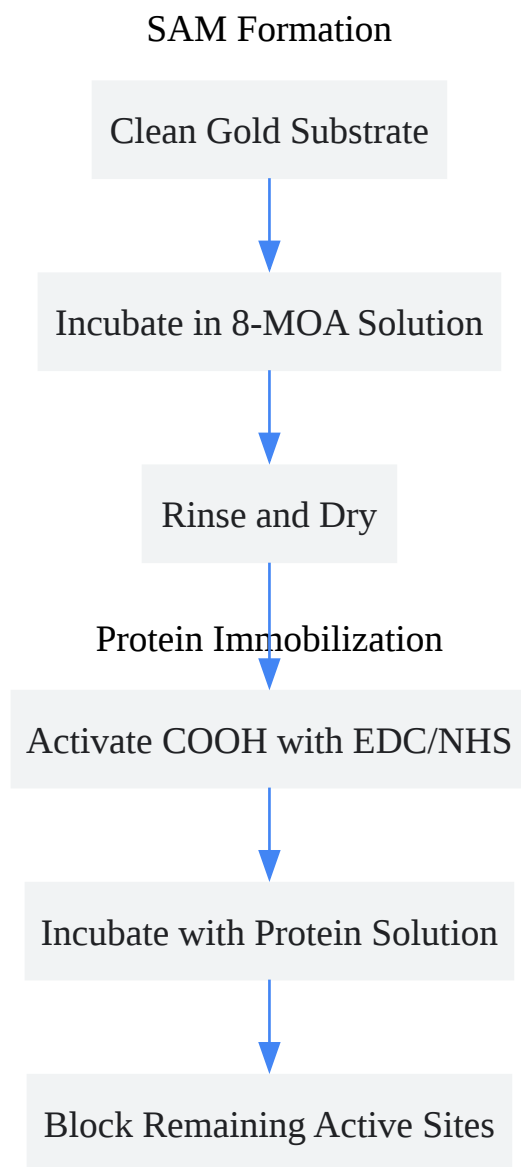 SAM Formation
Clean Gold Substrate
Incubate in 8-MOA Solution
Rinse and Dry
Protein Immobilization
Activate COOH with EDC/NHS
Incubate with Protein Solution
Block Remaining Active Sites